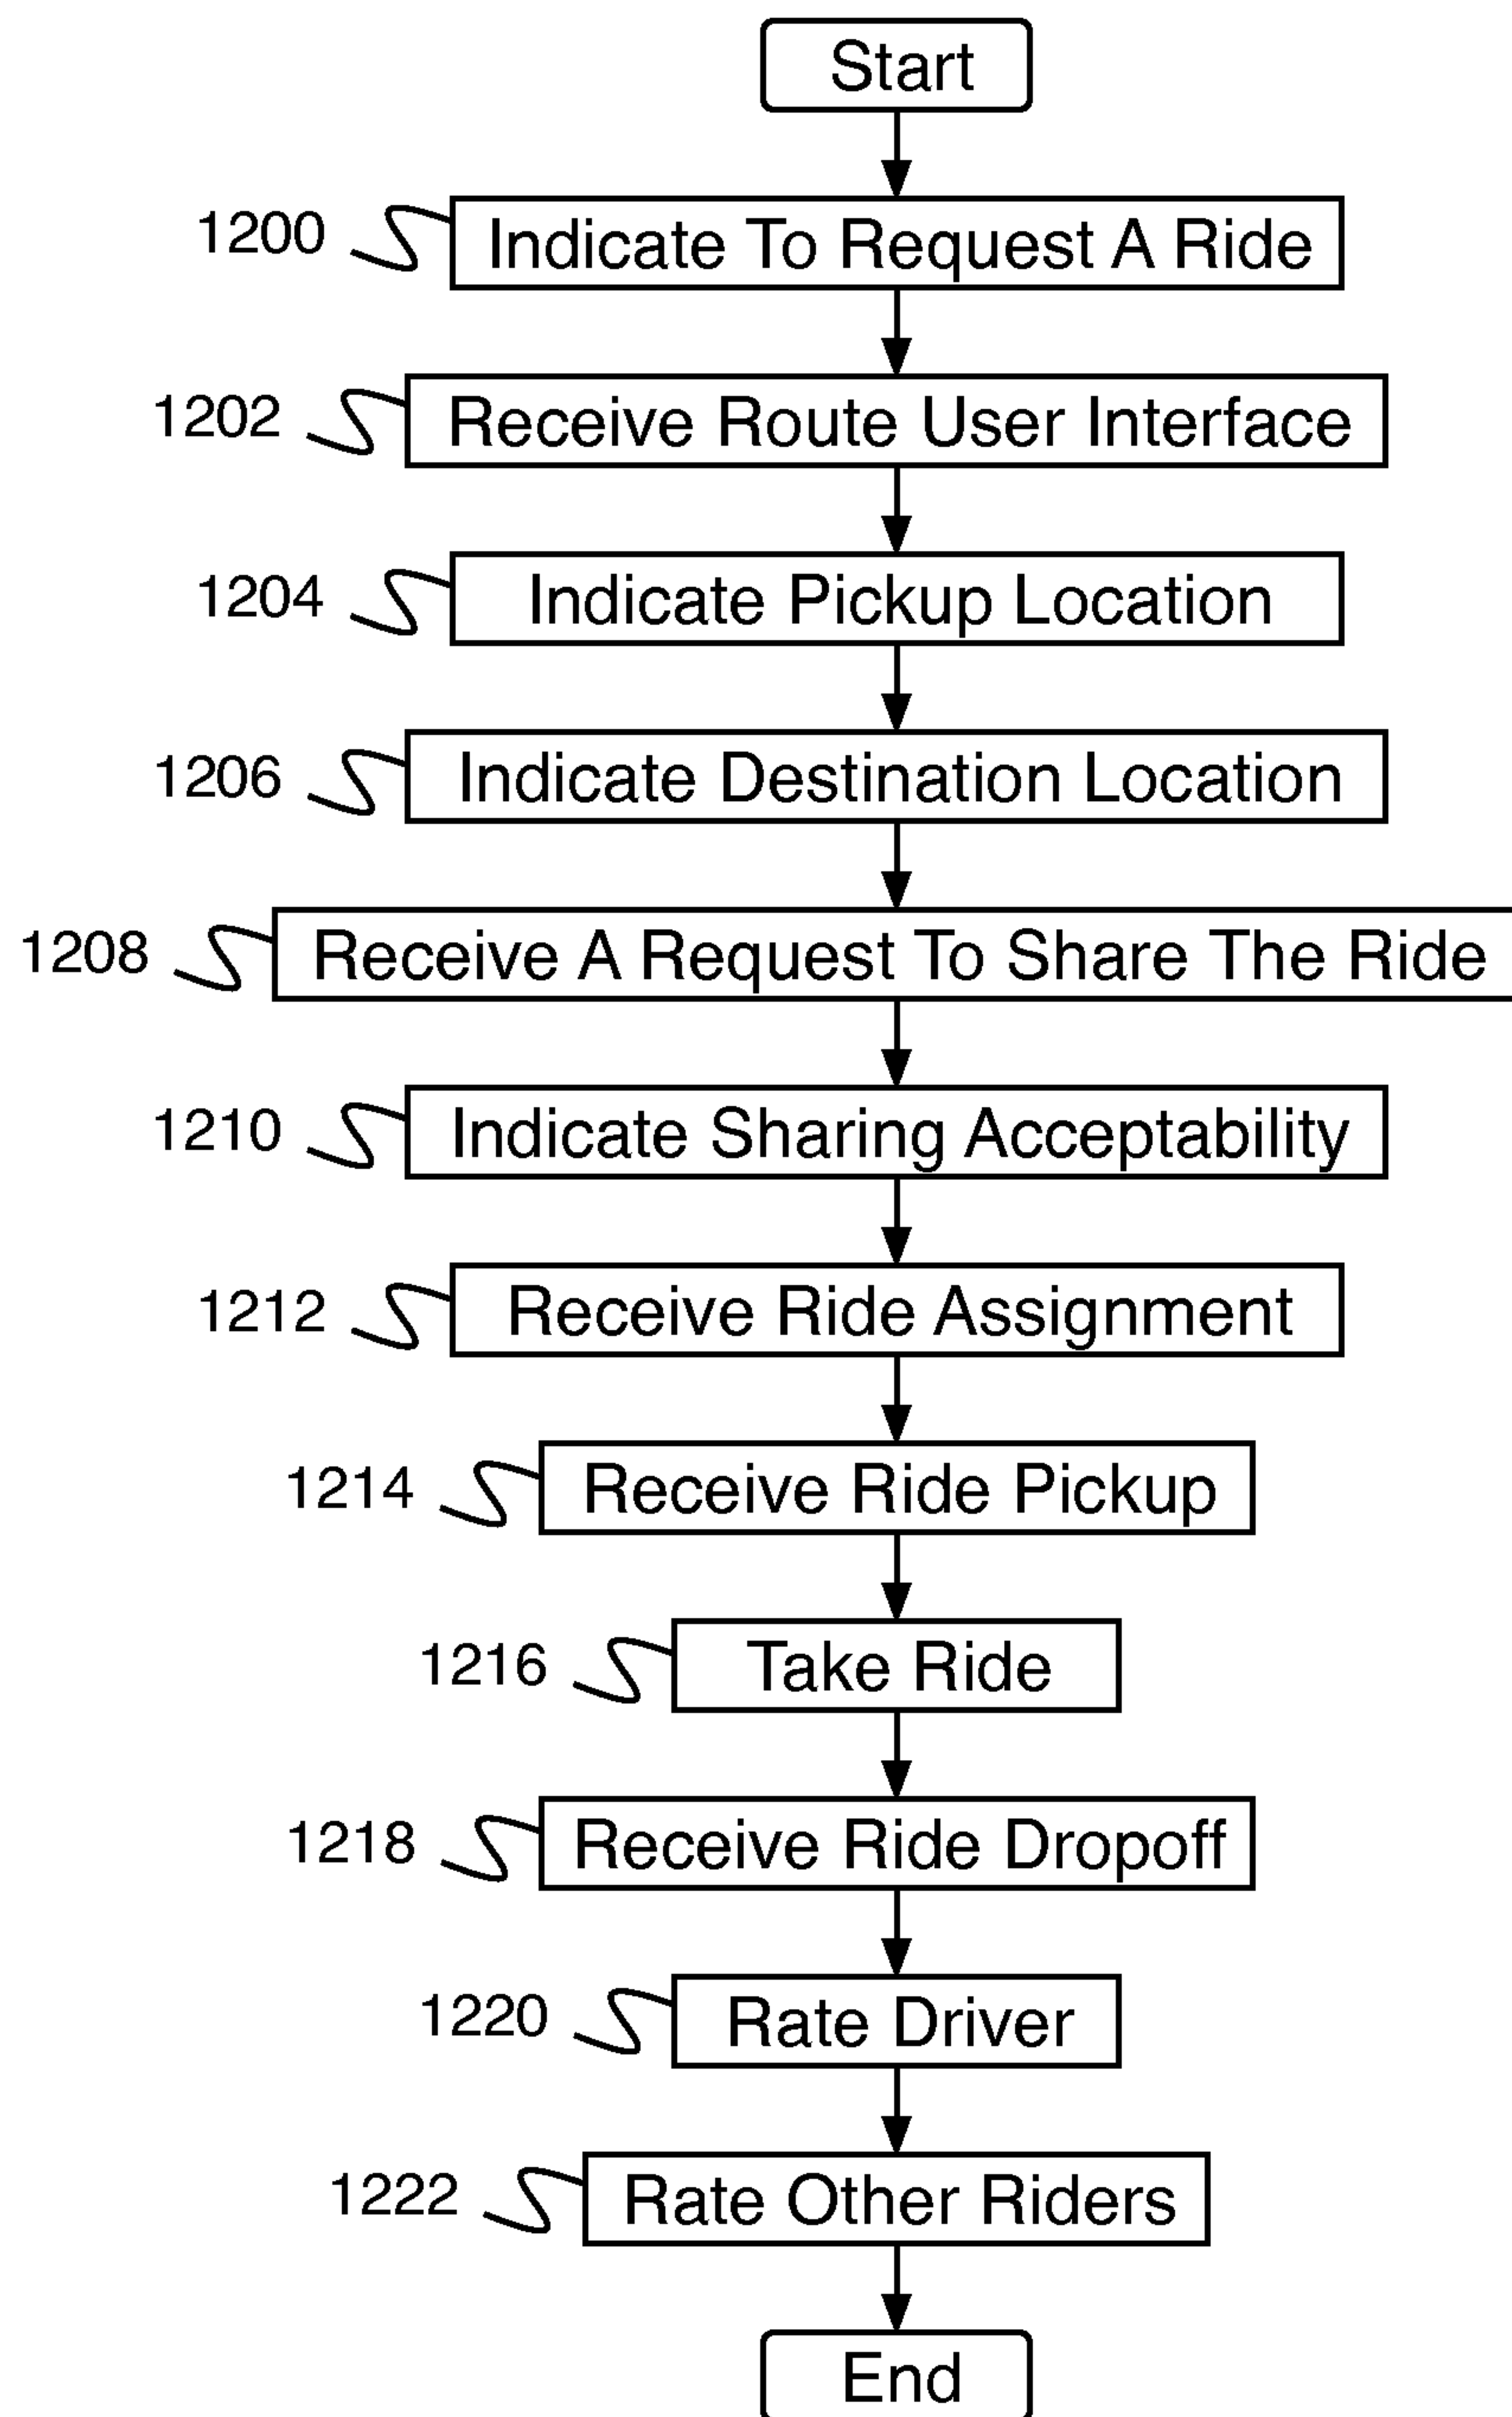 Start
1200 Indicate To Request A Ride
1202 Receive Route User Interface
1204 Indicate Pickup Location
1206 Indicate Destination Location
1208 Receive A Request To Share The Ride
1210 Indicate Sharing Acceptability
1212 Receive Ride Assignment
1214 Receive Ride Pickup
1216 Take Ride
1218 Receive Ride Dropoff
1220 Rate Driver
1222 Rate Other Riders
End